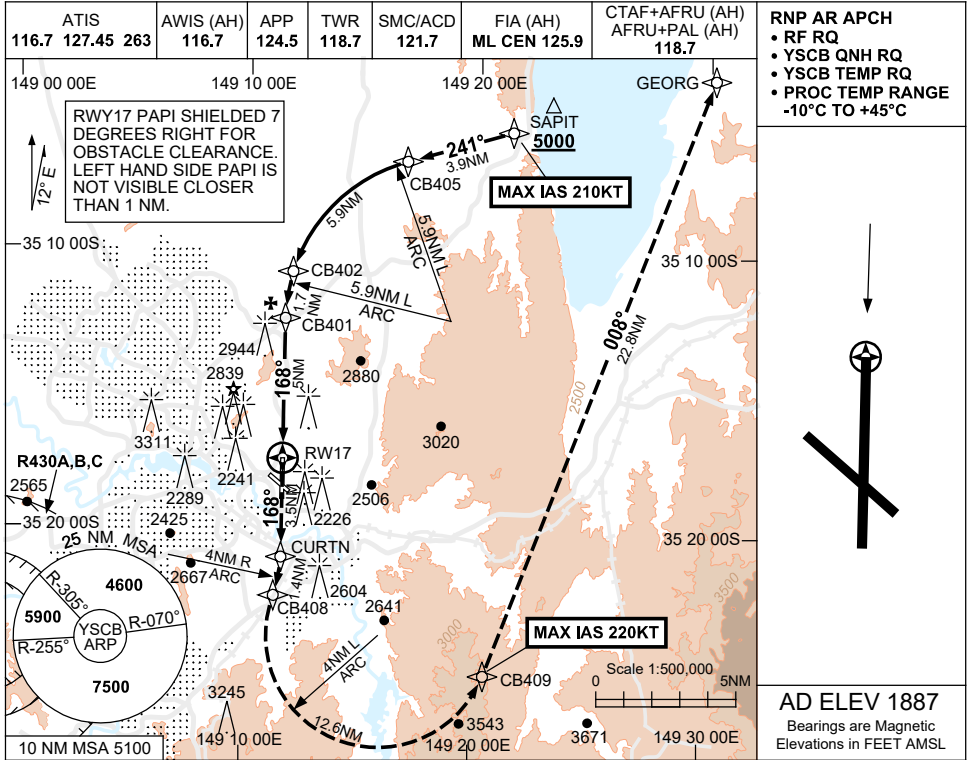 ATIS
116.7 127.45 263
AWIS (AH)
116.7
APP
124.5
TWR
118.7
SMC/ACD
121.7
FIA (AH)
ML CEN 125.9
CTAF+AFRU (AH)
AFRU+PAL (AH)
118.7
RNP AR APCH
• RF RQ
• YSCB QNH RQ
• YSCB TEMP RQ
• PROC TEMP RANGE
-10°C TO +45°C
149 00 00E
149 10 00E
149 20 00E
GEORG
RWY17 PAPI SHIELDED 7
DEGREES RIGHT FOR
OBSTACLE CLEARANCE.
LEFT HAND SIDE PAPI IS
NOT VISIBLE CLOSER
THAN 1 NM.
12° E
SAPIT
5000
241°
3.9NM
CB405
MAX IAS 210KT
5.9NM
5.9NM L
ARC
35 10 00S
35 10 00S
CB402
5.9NM L
ARC
1.7
NM
CB401
008°
22.8NM
2944
2839
2880
168°
5NM
2500
3311
3020
R430A,B,C
2241
RW17
2565
2289
2506
2226
35 20 00S
2425
168°
3.5NM
35 20 00S
25 NM MSA
2667
4NM R
ARC
CURTN
4NM
2604
CB408
2641
3500
3000
R-305°
4600
5900
R-070°
YSCB
ARP
R-255°
7500
MAX IAS 220KT
4NM L
ARC
Scale 1:500,000
0
5NM
CB409
3245
3543
3671
12.6NM
10 NM MSA 5100
149 10 00E
149 20 00E
149 30 00E
AD ELEV 1887
Bearings are Magnetic
Elevations in FEET AMSL